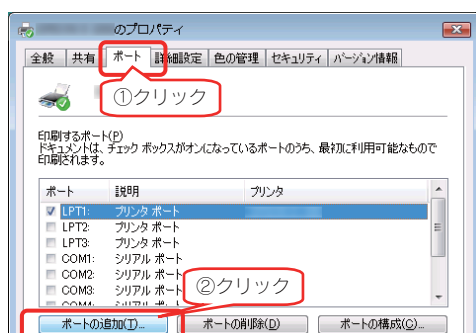 のプロパティ
全般 共有 ポート 詳細設定 色の管理 セキュリティ バージョン情報
①クリック
印刷するポート(P)
ドキュメントは、チェック ボックスがオンになっているポートのうち、最初に利用可能なもので
印刷されます。
ポート 説明 プリンタ
LPT1: プリンタ ポート
LPT2: プリンタ ポート
LPT3: プリンタ ポート
COM1: シリアル ポート
COM2: シリアル ポート
COM3: シリアル ポート
COM4: シリアル ポート
②クリック
ポートの追加(T)... ポートの削除(D) ポートの構成(C)...